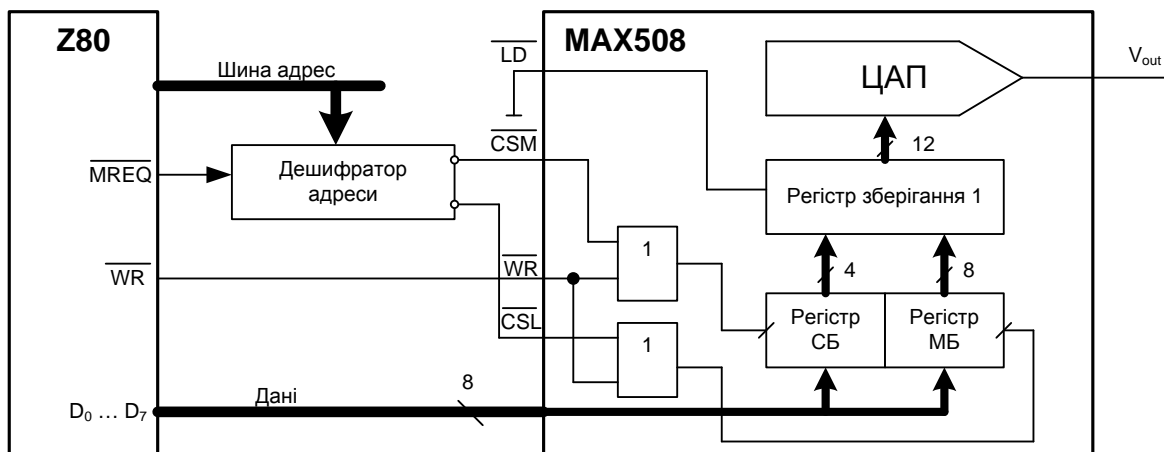 Z80
MAX508
Шина адрес
LD
ЦАП
V out
CSM
12
MREQ
Дешифратор
адреси
Регістр зберігання 1
1
WR
WR
4
8
CSL
1
Регістр
СБ
Регістр
МБ
8
Дані
D0 … D7